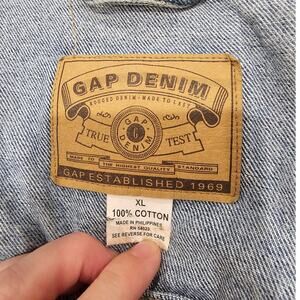 GAP DENIM
RUGGED DENIM - MADE TO LAST
TRUE TEST
GAP
G
DENIM
MADE TO THE HIGHEST QUALITY STANDARD
GAP ESTABLISHED 1969
XL
100% COTTON
MADE IN PHILIPPINES
RN 54023
SEE REVERSE FOR CARE